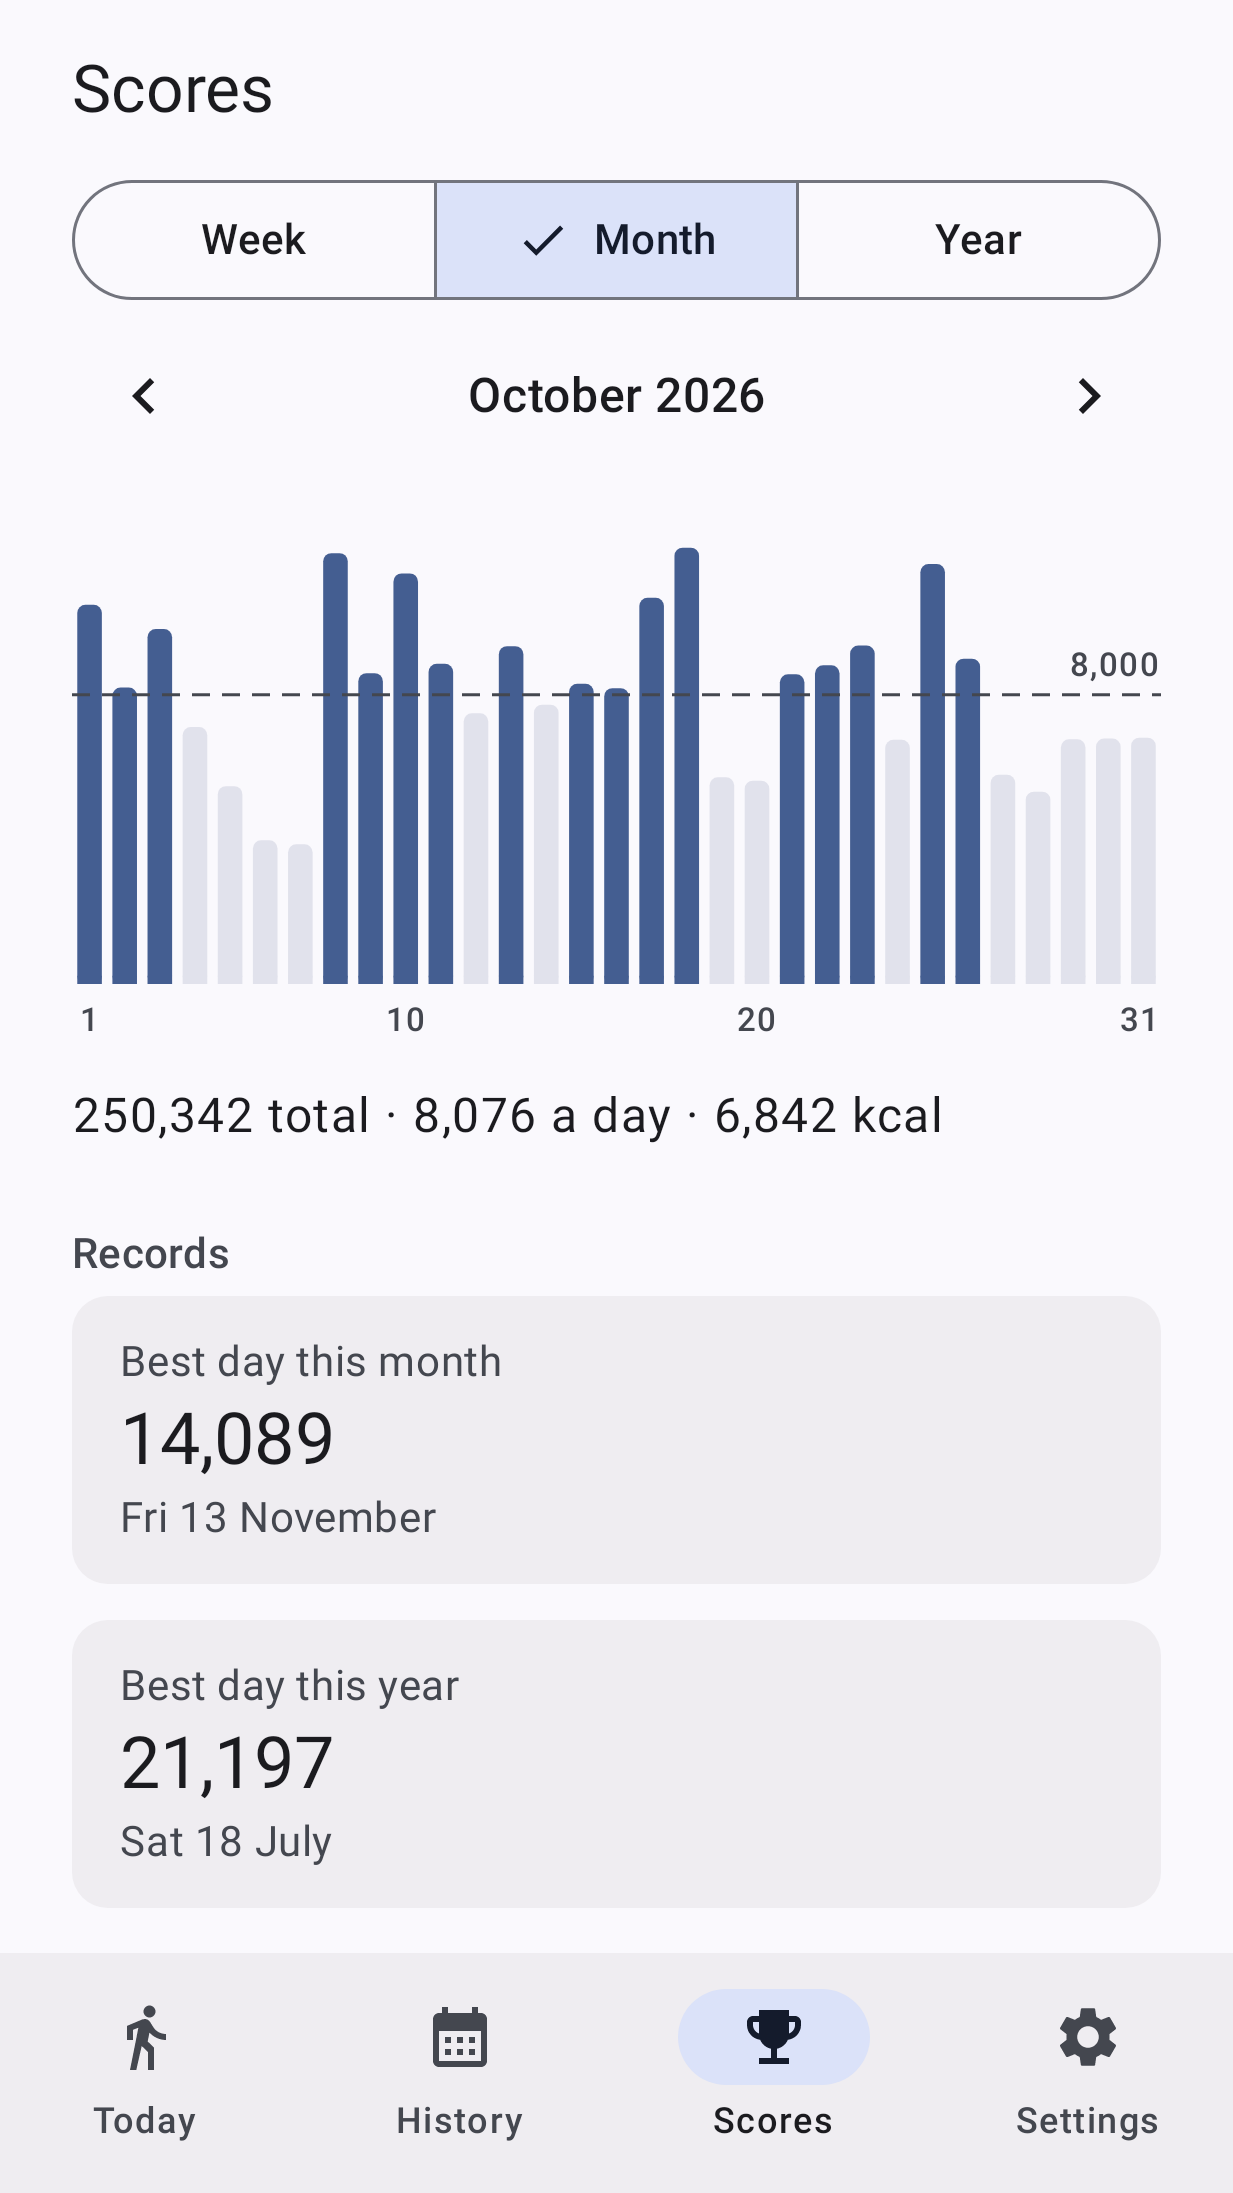 Scores
Week
Month
Year
October 2026
8,000
1
10
20
31
250,342 total · 8,076 a day · 6,842 kcal
Records
Best day this month
14,089
Fri 13 November
Best day this year
21,197
Sat 18 July
Today
History
Scores
Settings